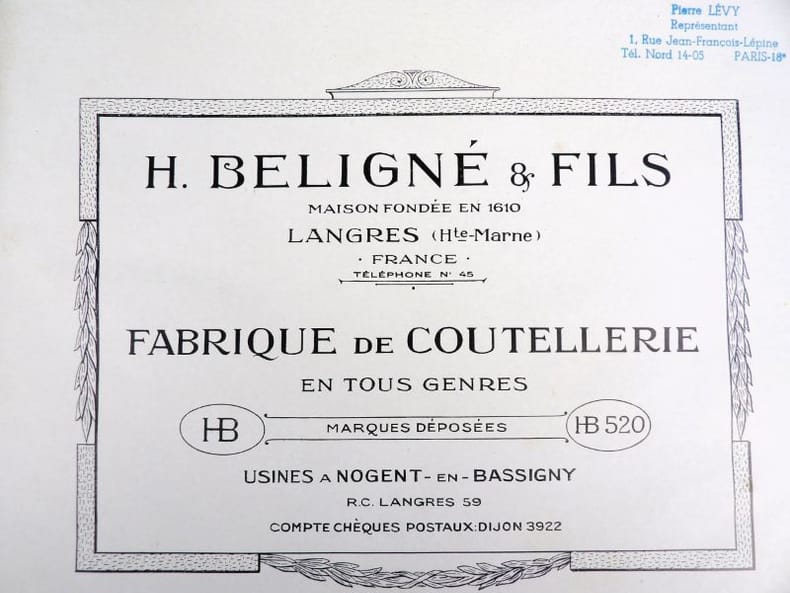 Pierre LÉVY
Représentant
1, Rue Jean-François-Lépine
Tél. Nord 14-05 PARIS-18e
H. BELIGNÉ & FILS
MAISON FONDÉE EN 1610
LANGRES (Hte-Marne)
· FRANCE ·
TÉLÉPHONE N° 45
FABRIQUE DE COUTELLERIE
EN TOUS GENRES
HB MARQUES DÉPOSÉES HB 520
USINES A NOGENT-EN-BASSIGNY
R.C. LANGRES 59
COMPTE CHÈQUES POSTAUX: DIJON 3922